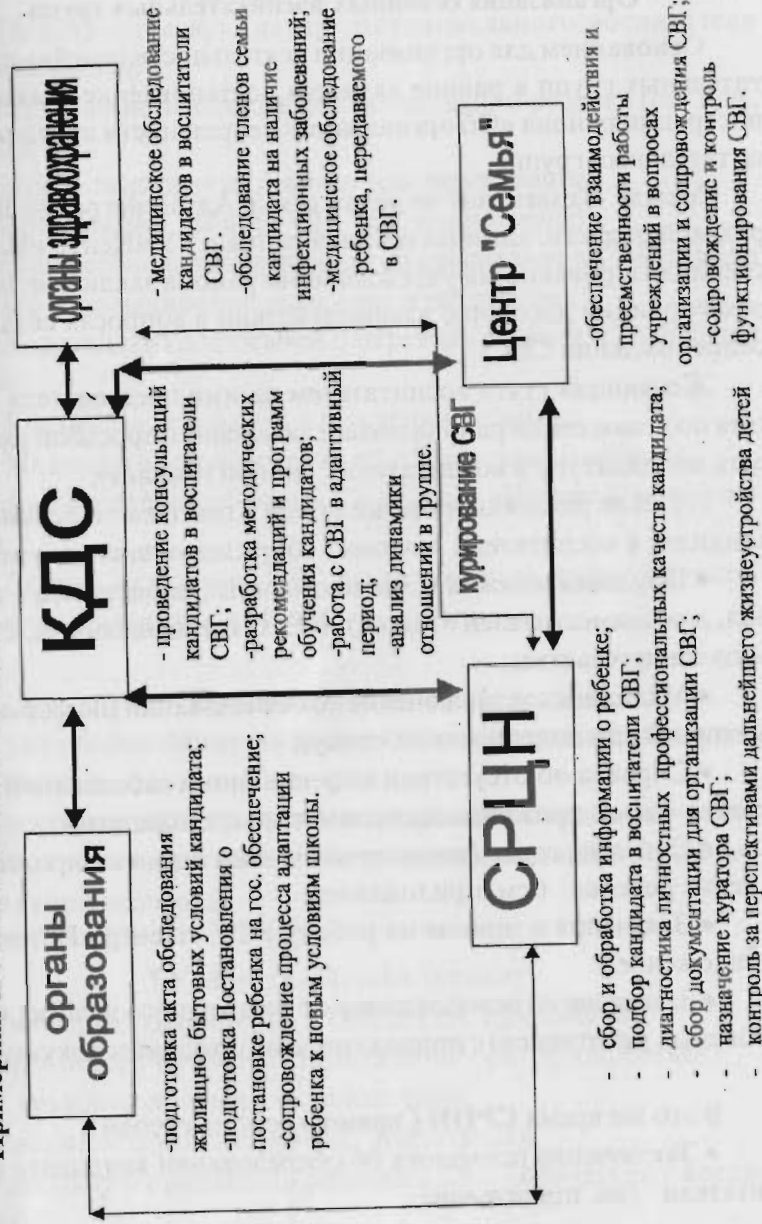 органы
образования
-подготовка акта обследования
жилищно-бытовых условий кандидата
-подготовка Постановления о
постановке ребенка на гос. обеспечение;
-сопровождение процесса адаптации
ребенка к новым условиям школы.
КДС
- проведение консультаций
кандидатов в воспитатели
СВГ;
-разработка методических
рекомендаций и программ
обучения кандидатов;
-работа с СВГ в адапт-ный
период,
-анализ динамики
отношений в группе.
органы здравоохранения
-медицинское обследование
кандидатов в воспитатели
СВГ;
-обследование членов семьи
кандидата на наличие
инфекционных заболеваний;
-медицинское обследование
ребенка, передаваемого
в СВГ.
СРЦН
курирование СВГ
Центр "Семья"
- сбор и обработка информации о ребенке;
- подбор кандидата в воспитатели СВГ;
- диагностика личностных, профессиональных качеств кандидата;
- сбор документации для организации СВГ;
- назначение куратора СВГ;
- контроль за перспективами дальнейшего жизнеустройства детей
-обеспечение взаимодействия и
преемственности работы
учреждений в вопросах
организации и сопровождения СВГ;
-сопровождение и контроль
функционирования СВГ.